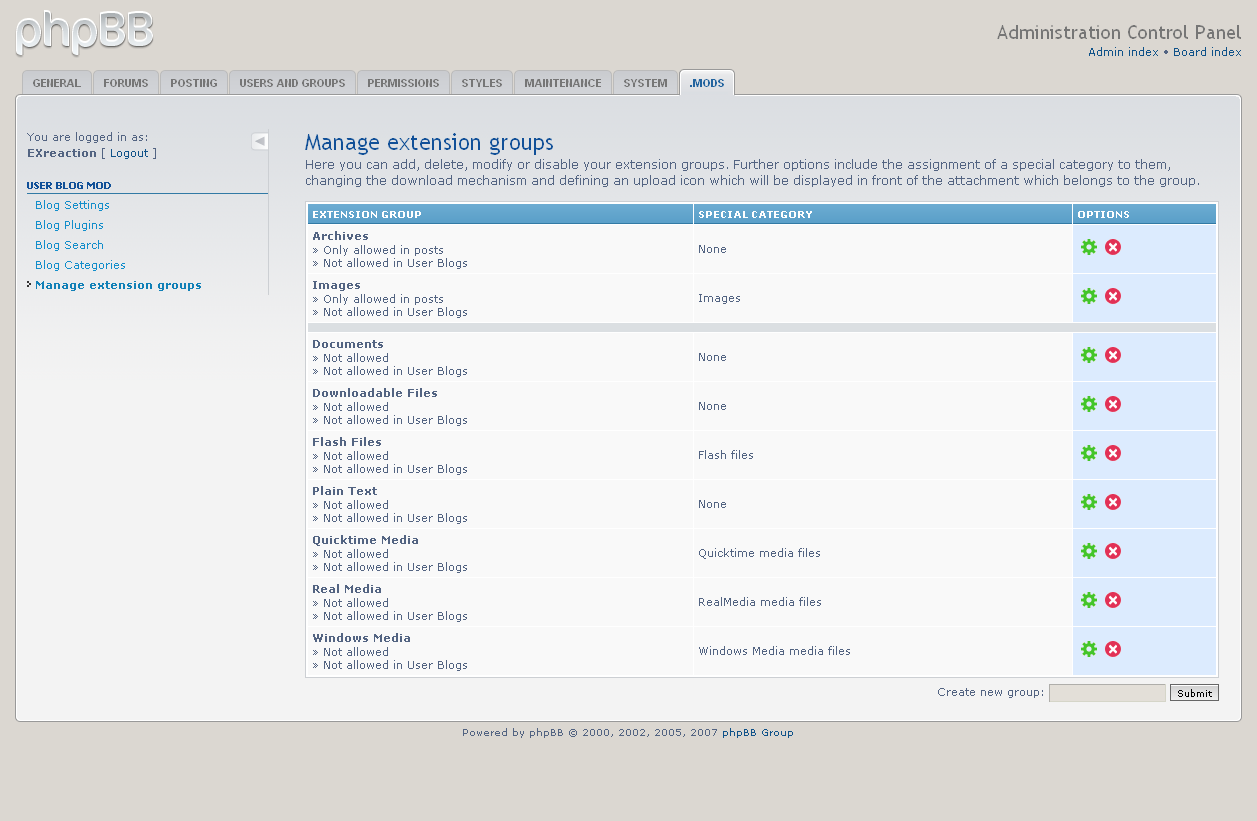 phpBB
Administration Control Panel
Admin index • Board index
GENERAL FORUMS POSTING USERS AND GROUPS PERMISSIONS STYLES MAINTENANCE SYSTEM .MODS
You are logged in as:
EXreaction [ Logout ]
USER BLOG MOD
Blog Settings
Blog Plugins
Blog Search
Blog Categories
Manage extension groups
Manage extension groups
Here you can add, delete, modify or disable your extension groups. Further options include the assignment of a special category to them,
changing the download mechanism and defining an upload icon which will be displayed in front of the attachment which belongs to the group.
EXTENSION GROUP SPECIAL CATEGORY OPTIONS
Archives
» Only allowed in posts
» Not allowed in User Blogs
None
Images
» Only allowed in posts
» Not allowed in User Blogs
Images
Documents
» Not allowed
» Not allowed in User Blogs
None
Downloadable Files
» Not allowed
» Not allowed in User Blogs
None
Flash Files
» Not allowed
» Not allowed in User Blogs
Flash files
Plain Text
» Not allowed
» Not allowed in User Blogs
None
Quicktime Media
» Not allowed
» Not allowed in User Blogs
Quicktime media files
Real Media
» Not allowed
» Not allowed in User Blogs
RealMedia media files
Windows Media
» Not allowed
» Not allowed in User Blogs
Windows Media media files
Create new group: Submit
Powered by phpBB © 2000, 2002, 2005, 2007 phpBB Group